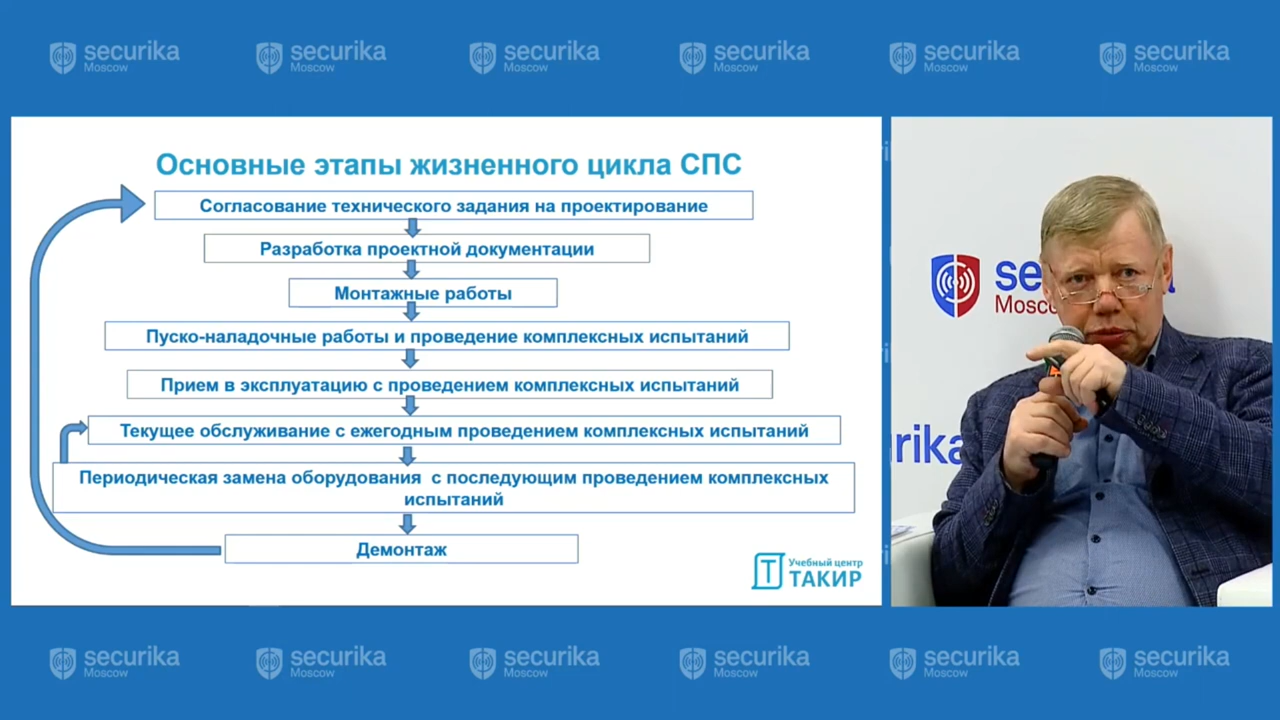 securika
Moscow
securika
Moscow
securika
Moscow
securika
Moscow
securika
Moscow
securika
Moscow
Основные этапы жизненного цикла СПС
Согласование технического задания на проектирование
Разработка проектной документации
Монтажные работы
Пуско-наладочные работы и проведение комплексных испытаний
Прием в эксплуатацию с проведением комплексных испытаний
Текущее обслуживание с ежегодным проведением комплексных испытаний
Периодическая замена оборудования с последующим проведением комплексных
испытаний
Демонтаж
Учебный центр
ТАКИР
se
Mosco
urika
securika
Moscow
securika
Moscow
securika
Moscow
securika
Moscow
securika
Moscow
securika
Moscow